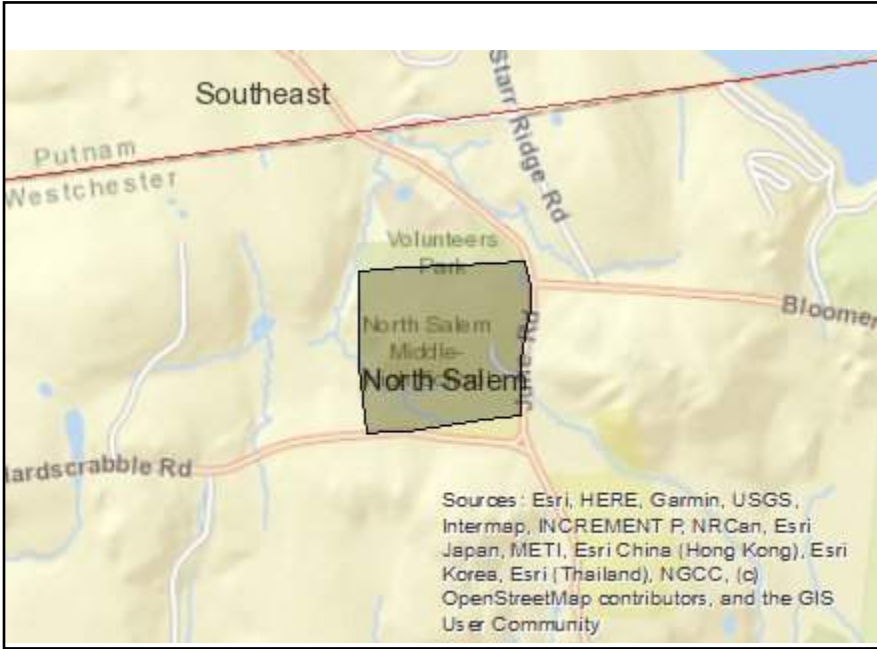 Southeast
Starr Ridge Rd
Putnam
Westchester
Volunteers
Park
Bloomer
North Salem
Middle-
North Salem
Hardscrabble Rd
Sources: Esri, HERE, Garmin, USGS,
Intermap, INCREMENT P, NRCan, Esri
Japan, METI, Esri China (Hong Kong), Esri
Korea, Esri (Thailand), NGCC, (c)
OpenStreetMap contributors, and the GIS
User Community